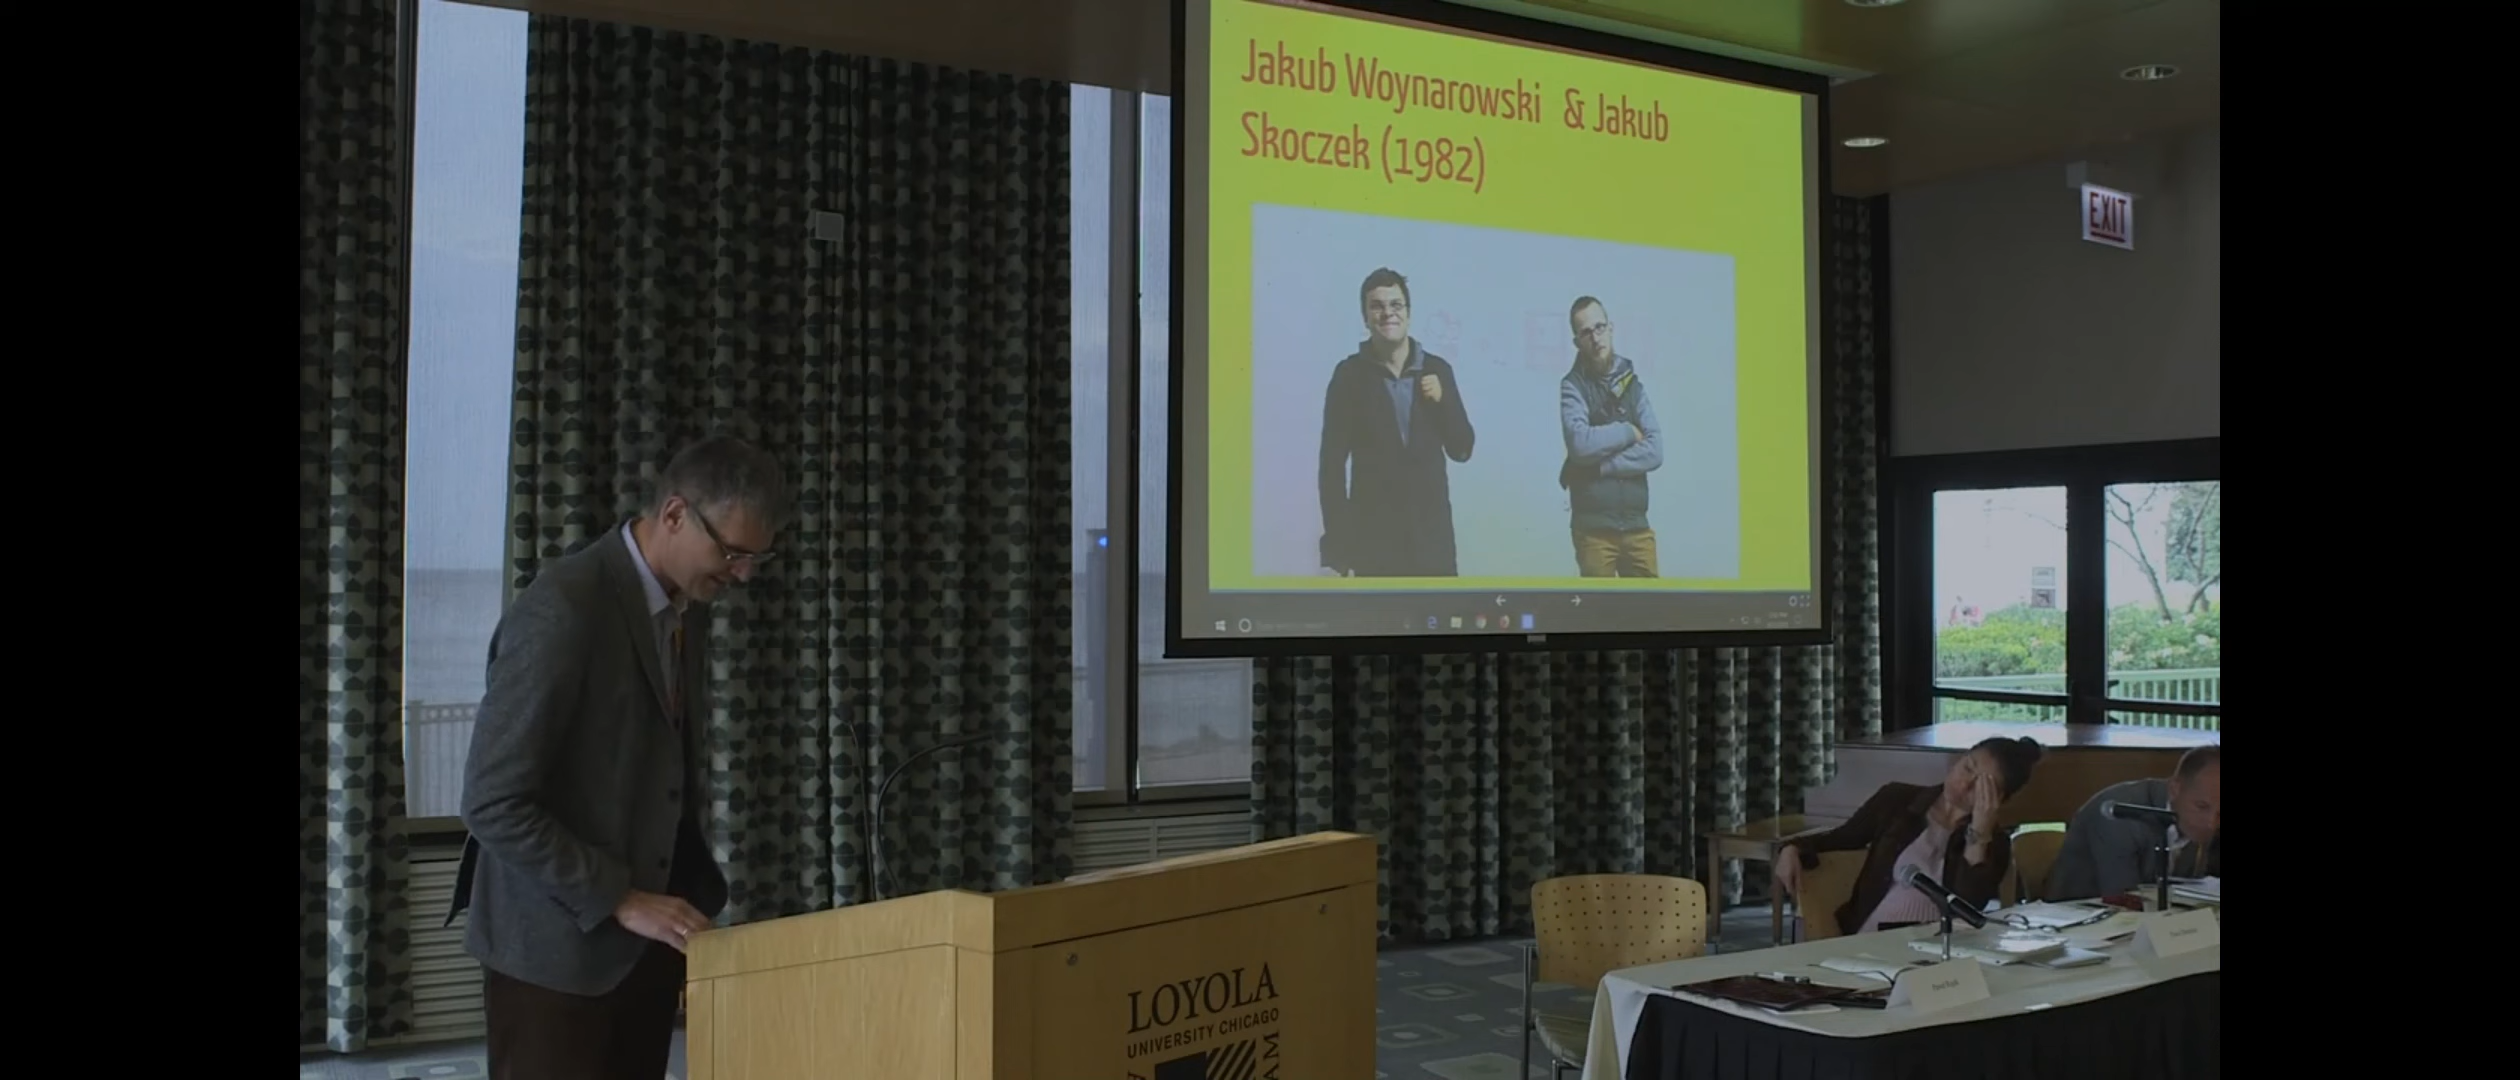 Jakub Woynarowski & Jakub
Skoczek (1982)
EXIT
LOYOLA
UNIVERSITY CHICAGO